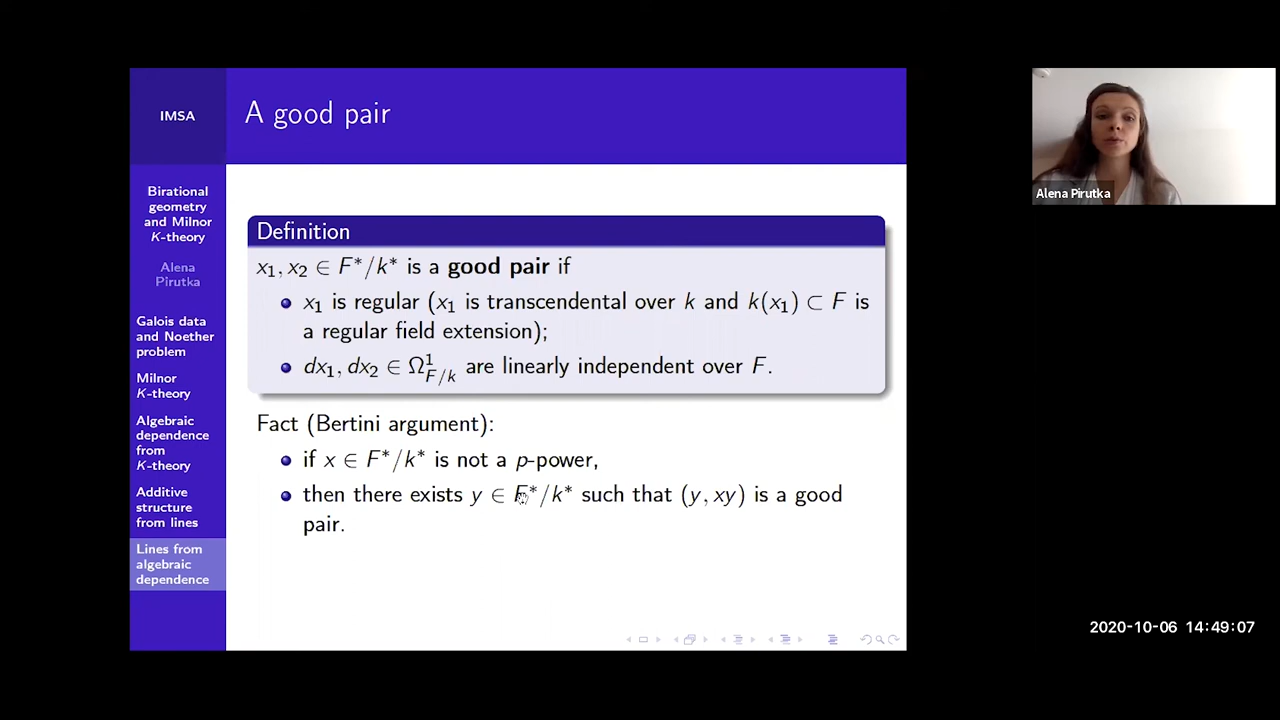 IMSA
A good pair
Birational
geometry
and Milnor
K-theory
Alena
Pirutka
Galois data
and Noether
problem
Milnor
K-theory
Algebraic
dependence
from
K-theory
Additive
structure
from lines
Lines from
algebraic
dependence
Definition
x₁, x₂ ∈ F*/k* is a good pair if
x₁ is regular (x₁ is transcendental over k and k(x₁) ⊂ F is
a regular field extension);
dx₁, dx₂ ∈ Ω¹_{F/k} are linearly independent over F.
Fact (Bertini argument):
if x ∈ F*/k* is not a p-power,
then there exists y ∈ F*/k* such that (y, xy) is a good
pair.
Alena Pirutka
2020-10-06 14:49:07